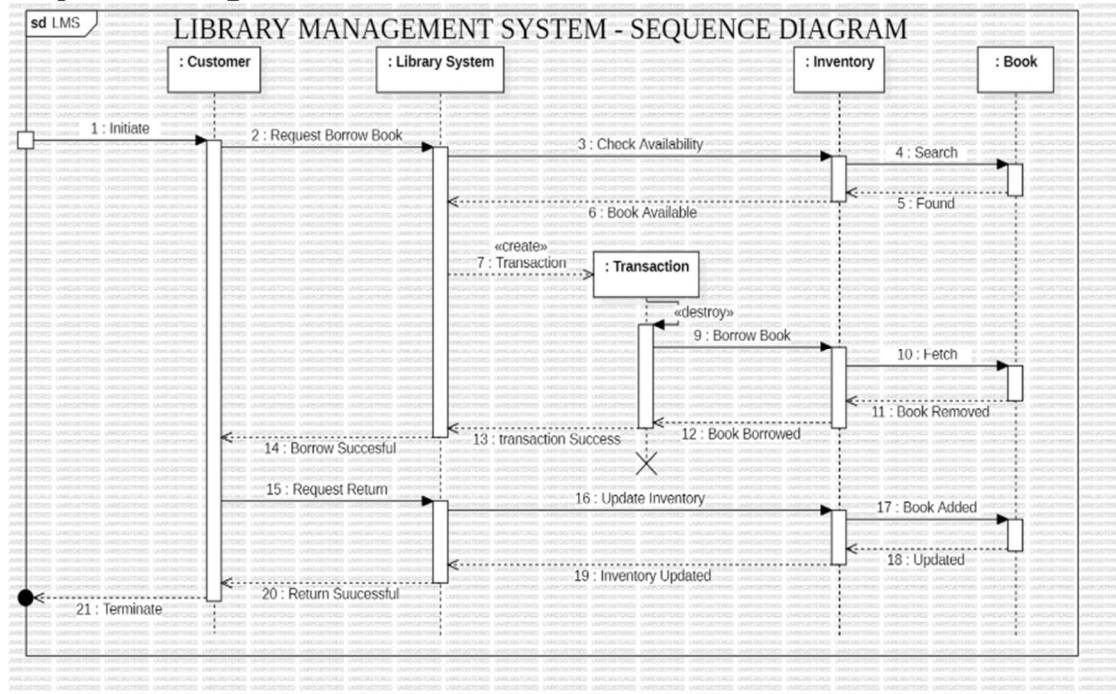 sd LMS
LIBRARY MANAGEMENT SYSTEM - SEQUENCE DIAGRAM
: Customer
: Library System
: Inventory
: Book
1 : Initiate
2 : Request Borrow Book
3 : Check Availability
4 : Search
5 : Found
6 : Book Available
«create»
7 : Transaction
: Transaction
«destroy»
9 : Borrow Book
10 : Fetch
11 : Book Removed
12 : Book Borrowed
13 : transaction Success
14 : Borrow Succesful
15 : Request Return
16 : Update Inventory
17 : Book Added
18 : Updated
19 : Inventory Updated
20 : Return Suuccessful
21 : Terminate